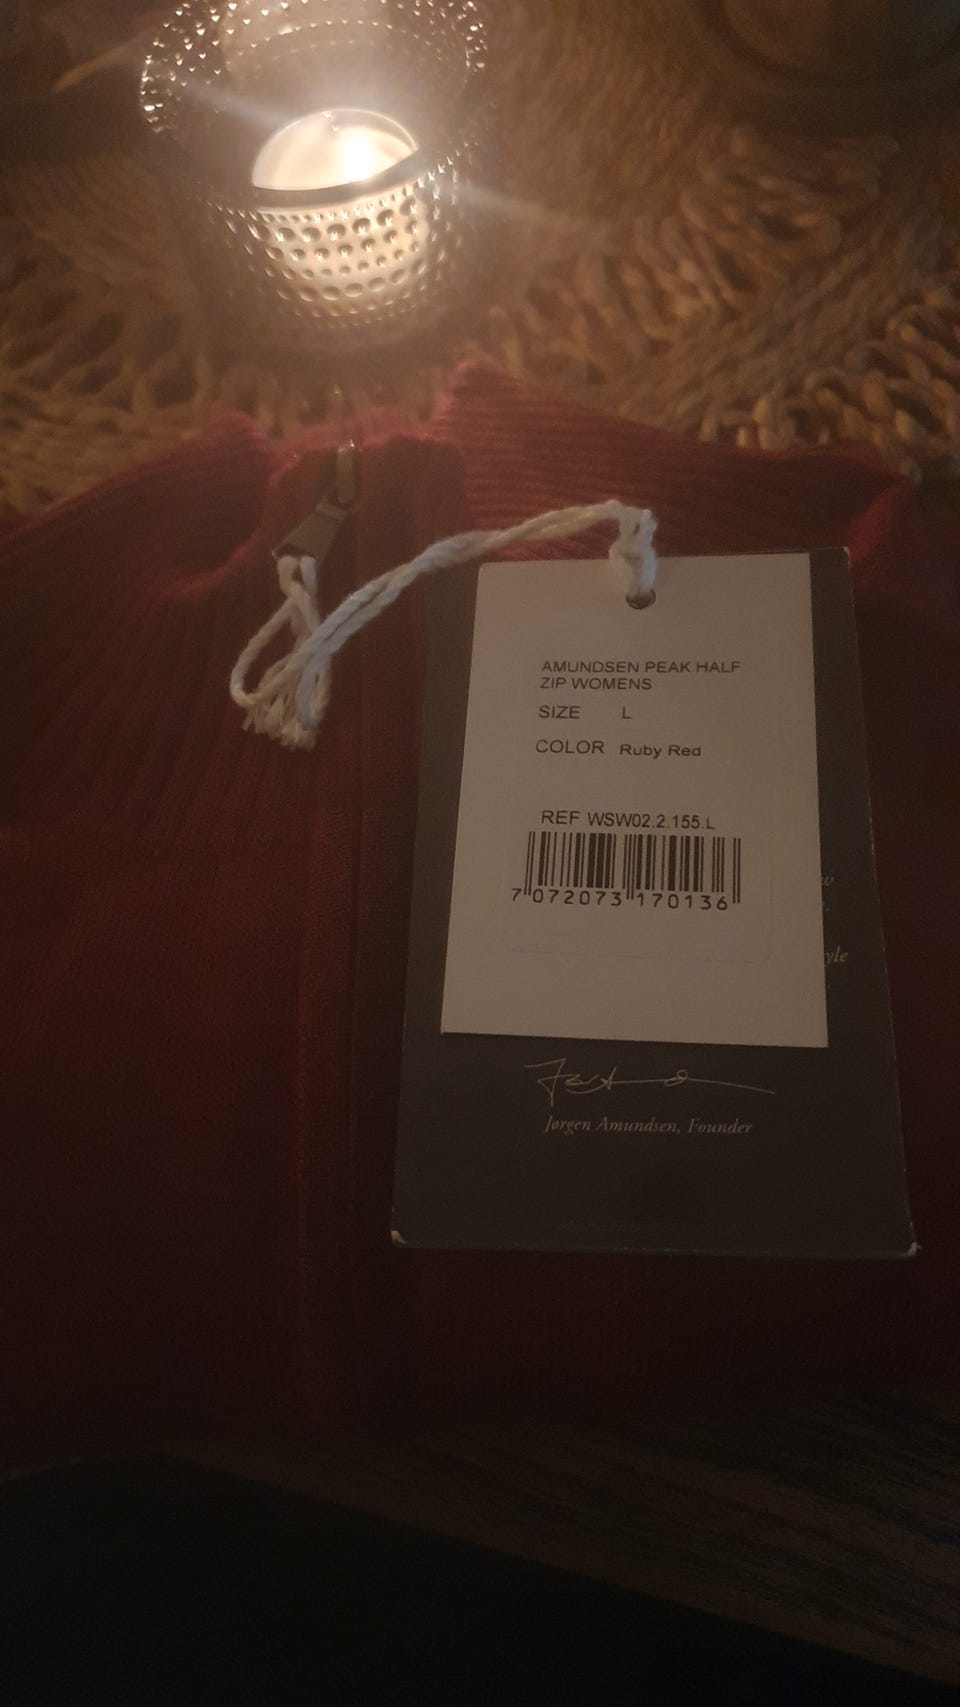 AMUNDSEN PEAK HALF
ZIP WOMENS
SIZE L
COLOR Ruby Red
REF WSW02.2.155.L
7 072073 170136
yle
Jørgen Amundsen, Founder